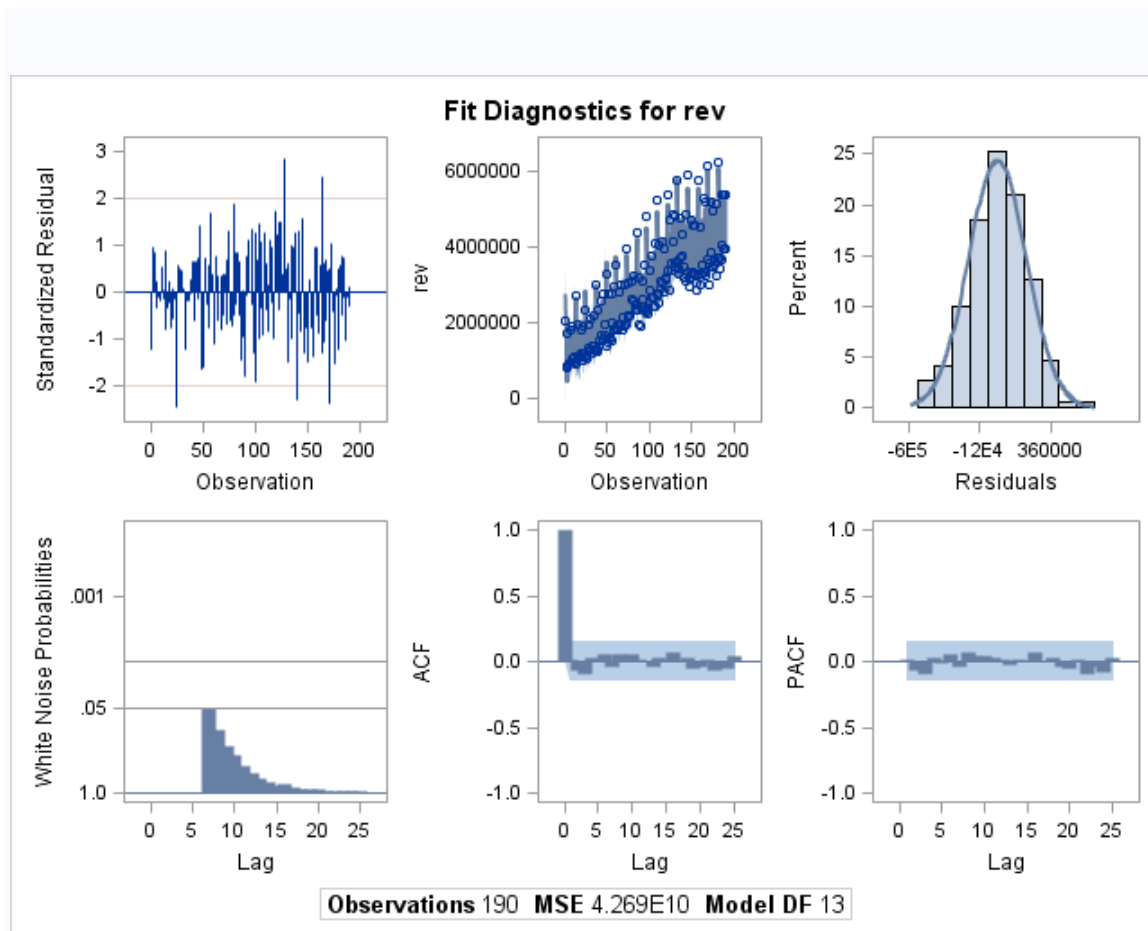 Fit Diagnostics for rev
Standardized Residual
3
2
1
0
-1
-2
0 50 100 150 200
Observation
rev
6000000
4000000
2000000
0
0 50 100 150 200
Observation
Percent
25
20
15
10
5
0
-6E5 -12E4 360000
Residuals
White Noise Probabilities
.001
.05
1.0
0 5 10 15 20 25
Lag
ACF
1.0
0.5
0.0
-0.5
-1.0
0 5 10 15 20 25
Lag
PACF
1.0
0.5
0.0
-0.5
-1.0
0 5 10 15 20 25
Lag
Observations 190 MSE 4.269E10 Model DF 13